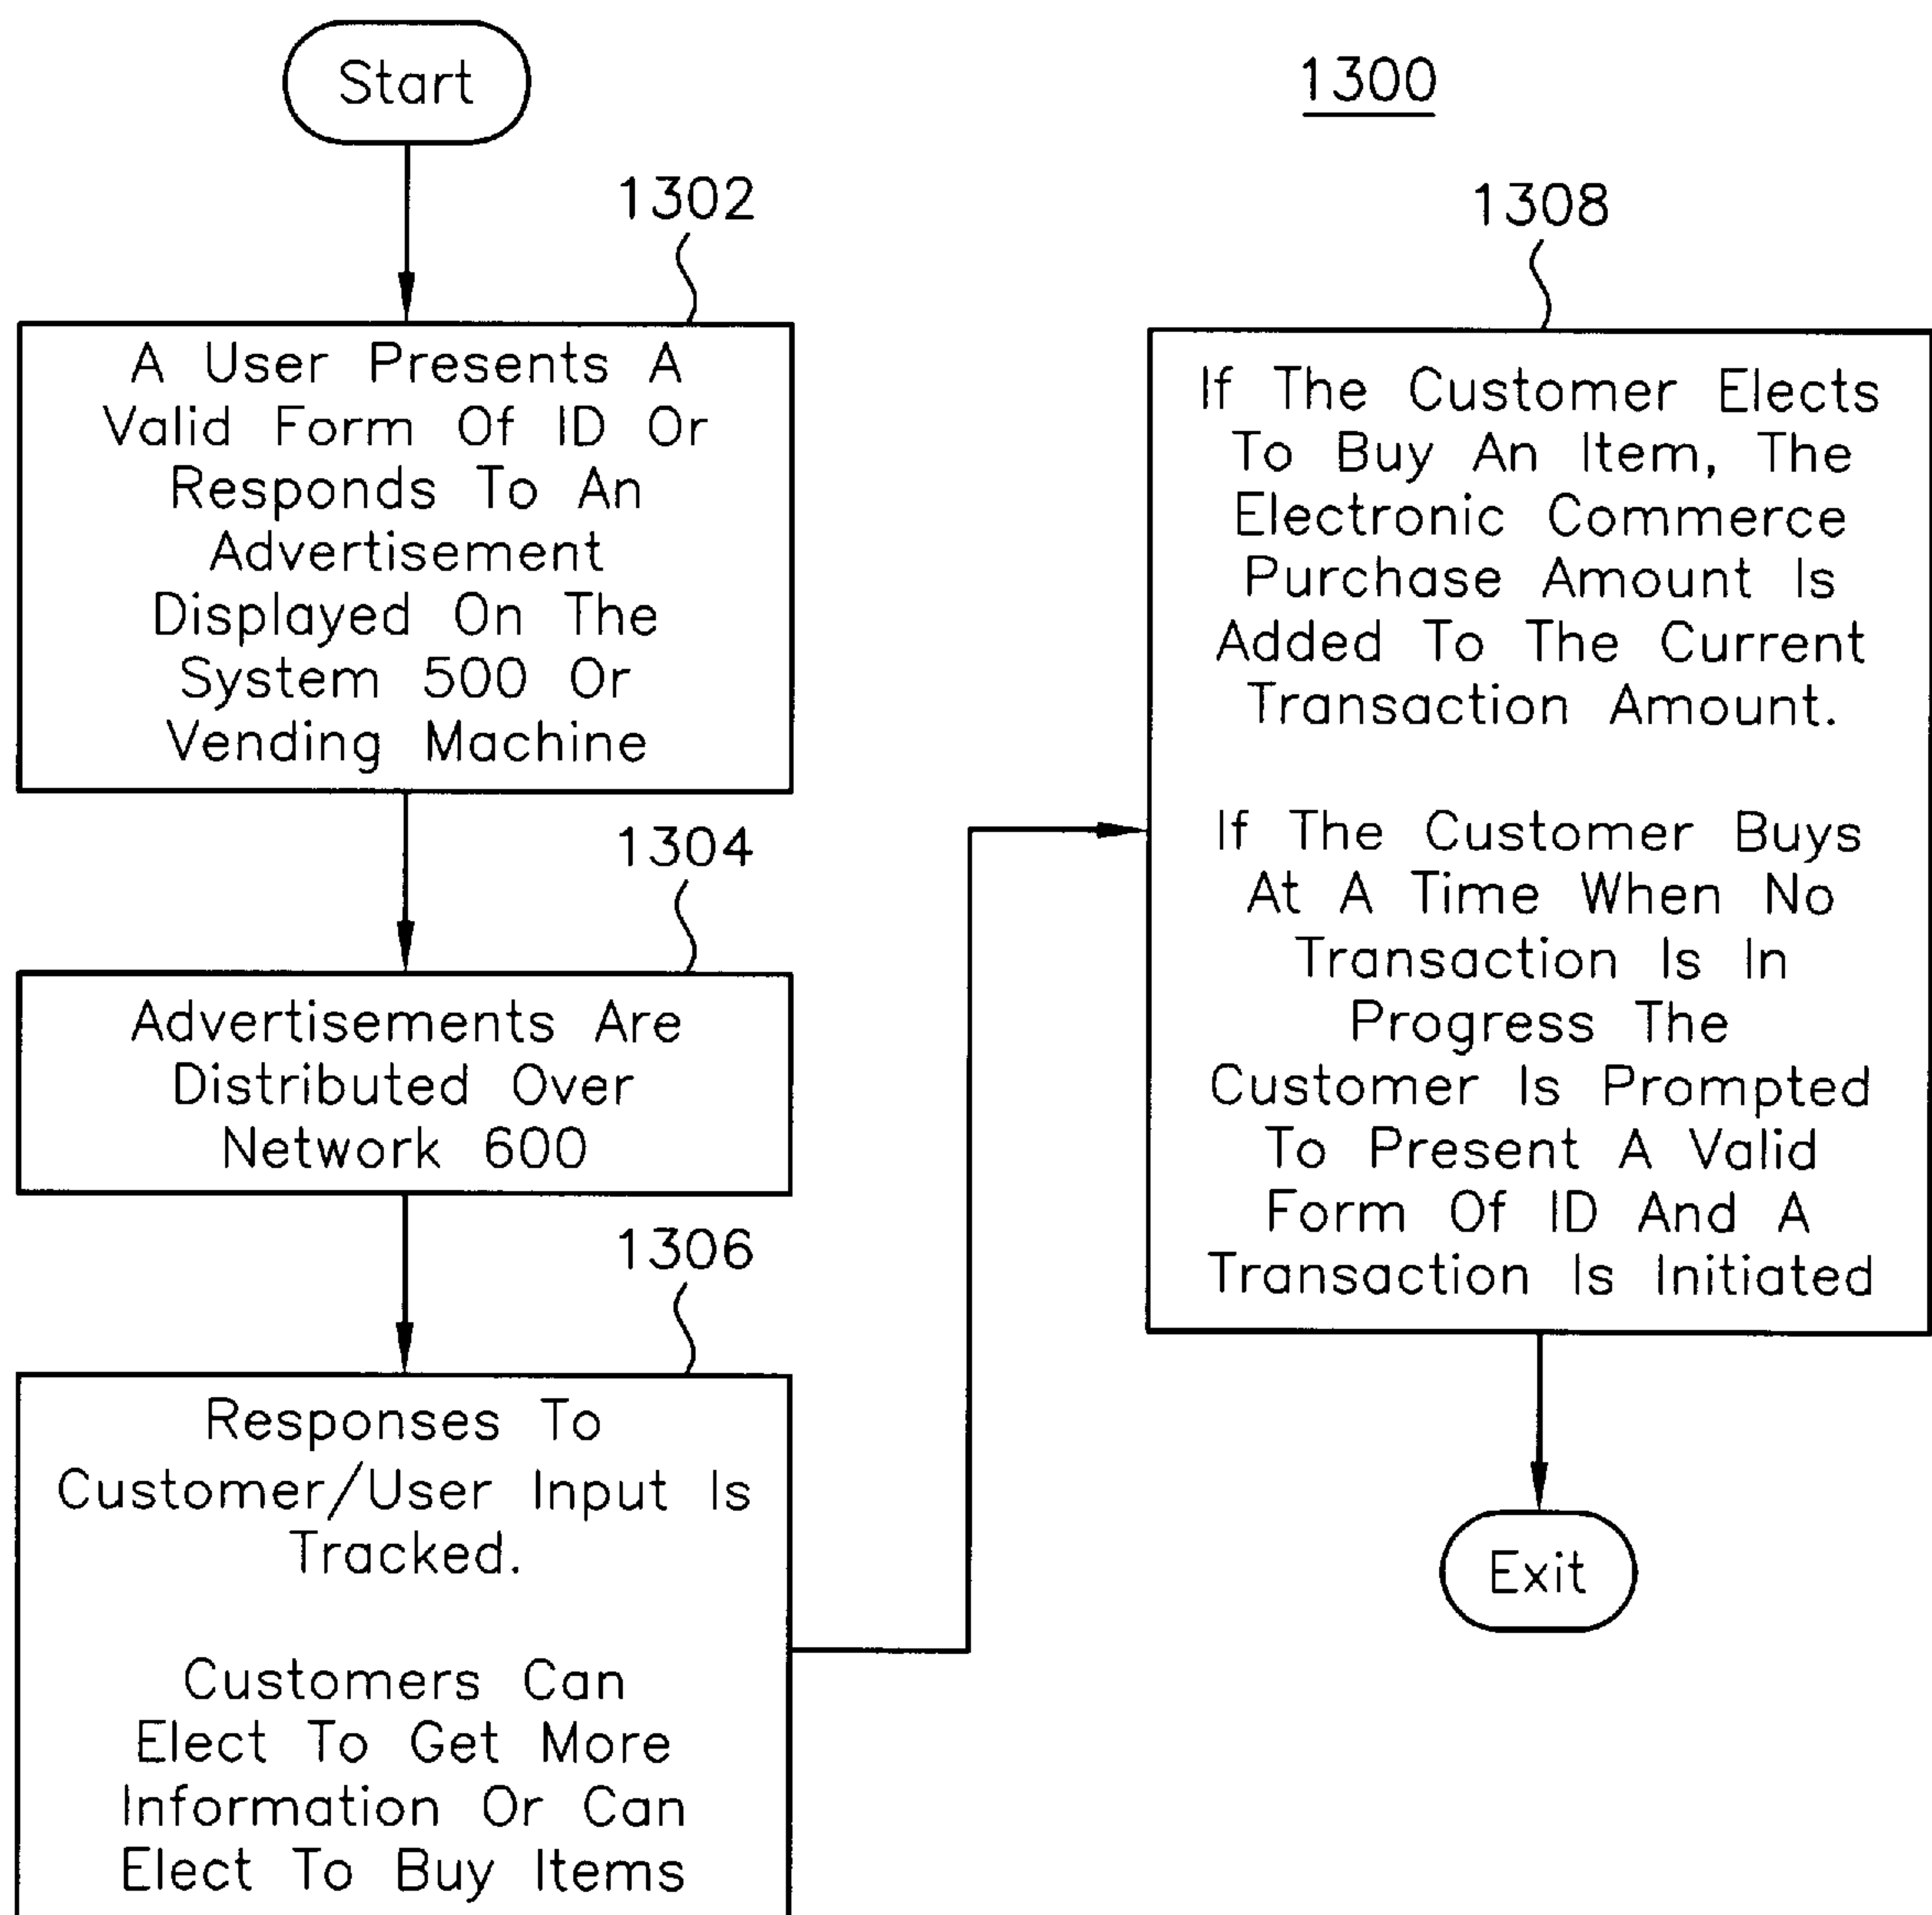 Start
1300
1302
A User Presents A
Valid Form Of ID Or
Responds To An
Advertisement
Displayed On The
System 500 Or
Vending Machine
1304
Advertisements Are
Distributed Over
Network 600
1306
Responses To
Customer/User Input Is
Tracked.
Customers Can
Elect To Get More
Information Or Can
Elect To Buy Items
1308
If The Customer Elects
To Buy An Item, The
Electronic Commerce
Purchase Amount Is
Added To The Current
Transaction Amount.
If The Customer Buys
At A Time When No
Transaction Is In
Progress The
Customer Is Prompted
To Present A Valid
Form Of ID And A
Transaction Is Initiated
Exit